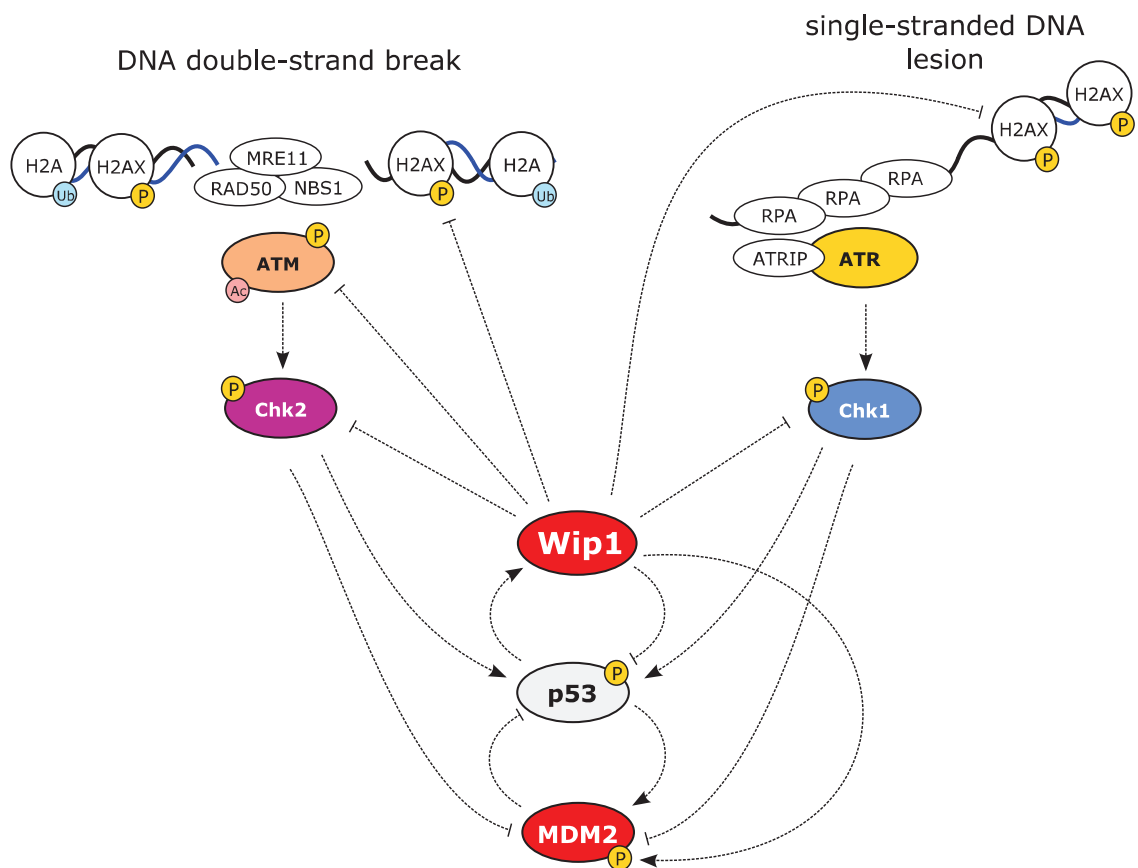 single-stranded DNA
lesion
DNA double-strand break
H2A
Ub
H2AX
P
MRE11
RAD50
NBS1
H2AX
P
H2A
Ub
H2AX
P
H2AX
P
RPA
RPA
RPA
ATRIP
ATR
P
ATM
Ac
P
Chk2
P
Chk1
Wip1
P
p53
MDM2
P